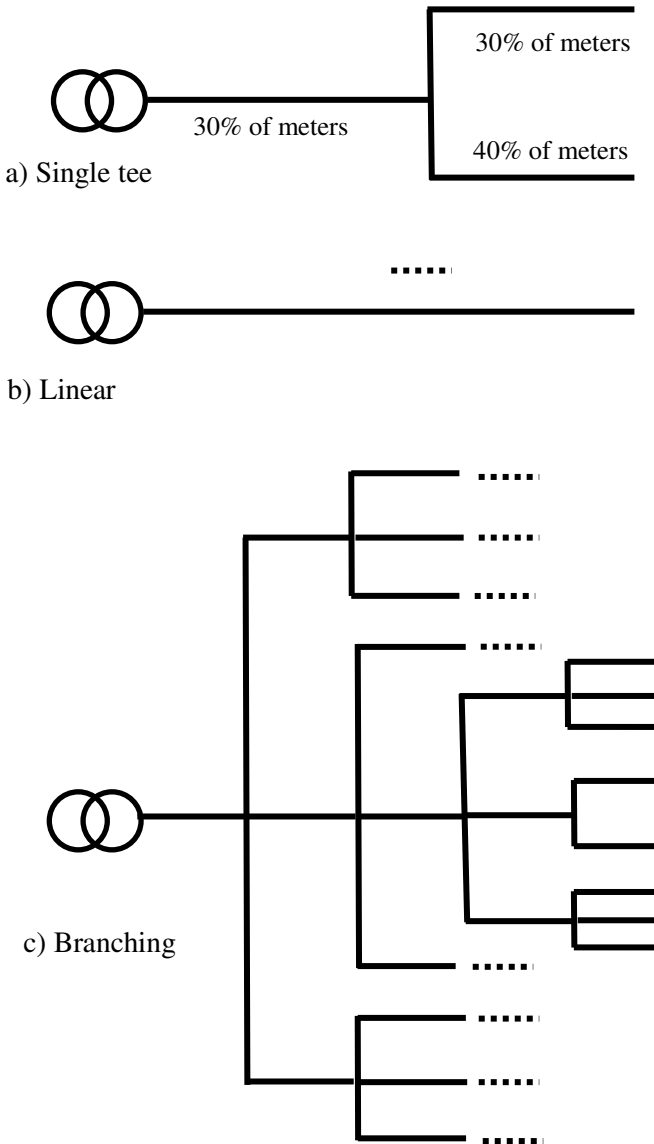 30% of meters
30% of meters
40% of meters
a) Single tee
b) Linear
c) Branching